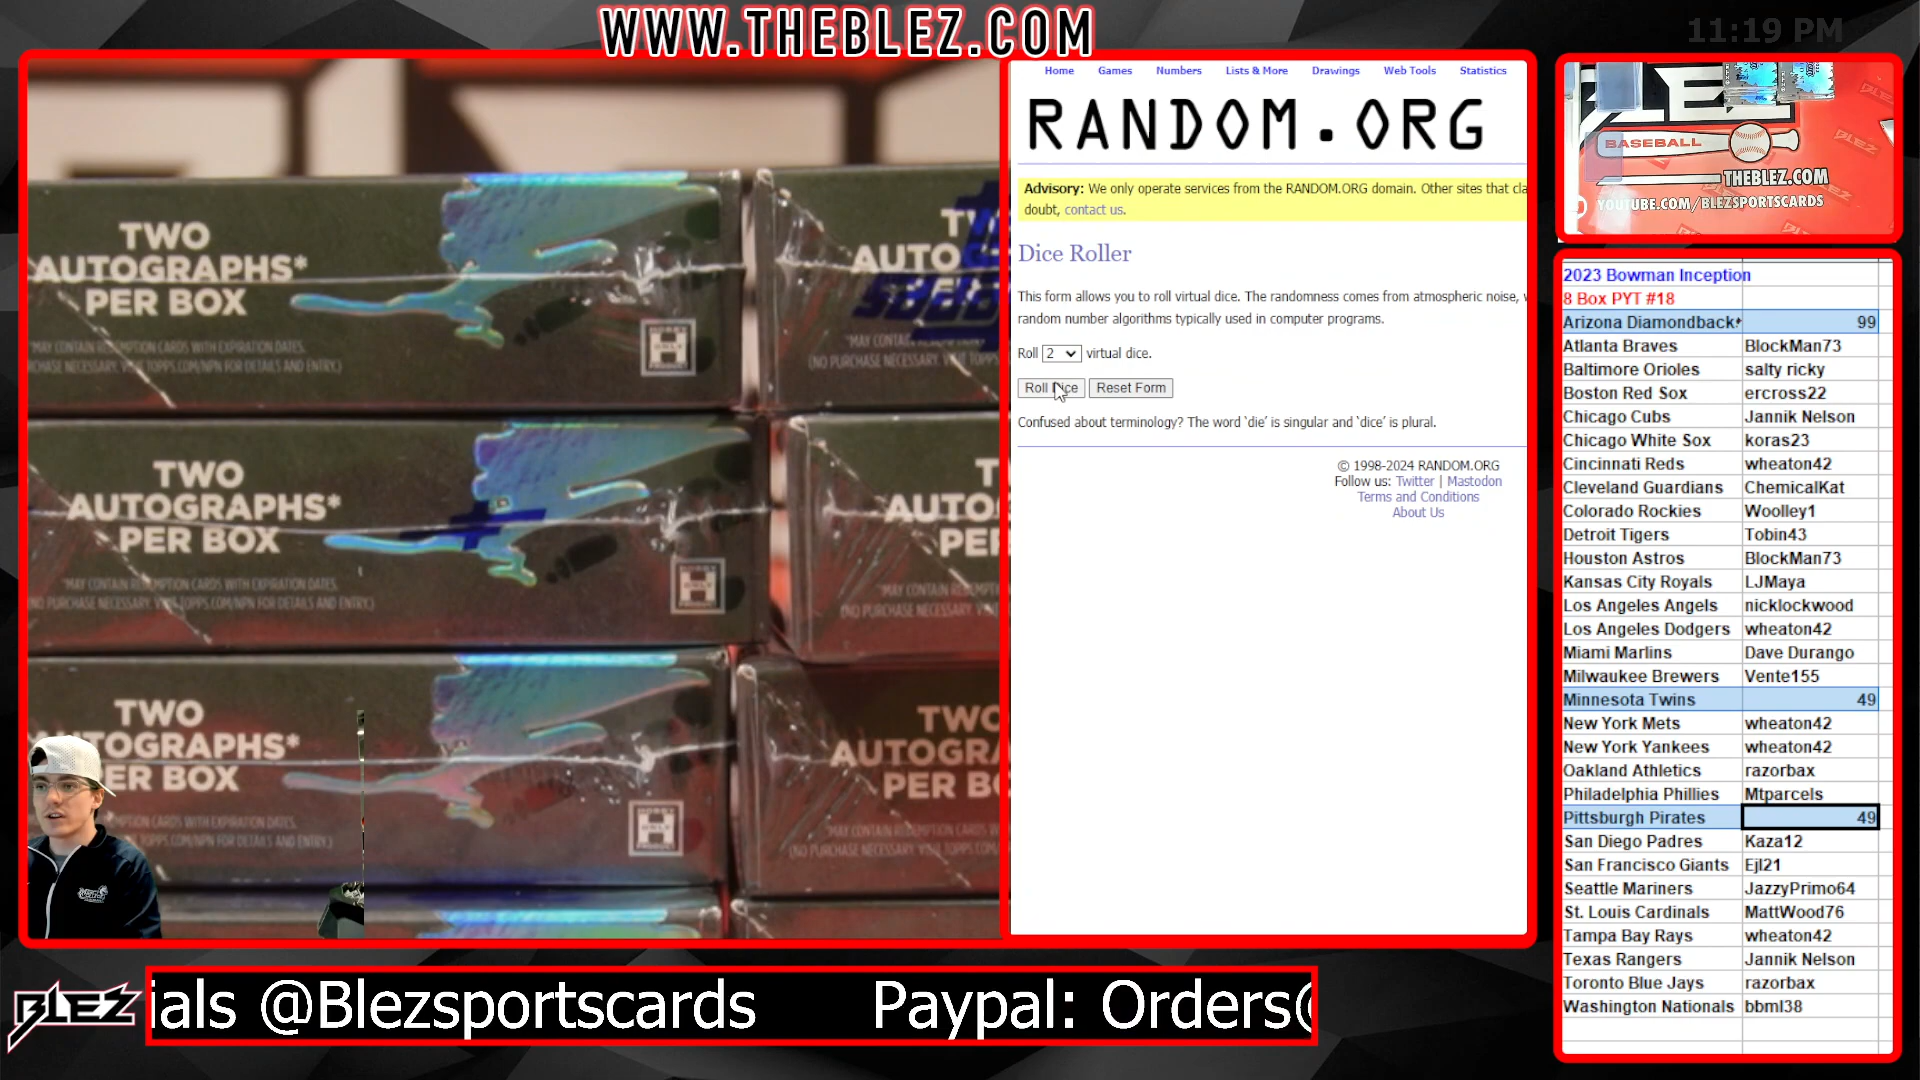 WWW.THEBLEZ.COM
11:19 PM
TWO
AUTOGRAPHS*
PER BOX
TWO
AUTOGRAPHS*
PER BOX
PER BOX
TWO
AUTOGRA
PER B
Home Games Numbers Lists & More Drawings Web Tools Statistics
RANDOM.ORG
Advisory: We only operate services from the RANDOM.ORG domain. Other sites that cla
doubt, contact us.
Dice Roller
This form allows you to roll virtual dice. The randomness comes from atmospheric noise, w
random number algorithms typically used in computer programs.
Roll 2 virtual dice.
Roll Dice Reset Form
Confused about terminology? The word 'die' is singular and 'dice' is plural.
© 1998-2024 RANDOM.ORG
Follow us: Twitter | Mastodon
Terms and Conditions
About Us
BASEBALL
THEBLEZ.COM
YOUTUBE.COM/BLEZSPORTSCARDS
2023 Bowman Inception
8 Box PYT #18
Arizona Diamondback 99
Atlanta Braves BlockMan73
Baltimore Orioles salty ricky
Boston Red Sox ercross22
Chicago Cubs Jannik Nelson
Chicago White Sox koras23
Cincinnati Reds wheaton42
Cleveland Guardians ChemicalKat
Colorado Rockies Woolley1
Detroit Tigers Tobin43
Houston Astros BlockMan73
Kansas City Royals LJMaya
Los Angeles Angels nicklockwood
Los Angeles Dodgers wheaton42
Miami Marlins Dave Durango
Milwaukee Brewers Vente155
Minnesota Twins 49
New York Mets wheaton42
New York Yankees wheaton42
Oakland Athletics razorbax
Philadelphia Phillies Mtparcels
Pittsburgh Pirates 49
San Diego Padres Kaza12
San Francisco Giants Ejl21
Seattle Mariners JazzyPrimo64
St. Louis Cardinals MattWood76
Tampa Bay Rays wheaton42
Texas Rangers Jannik Nelson
Toronto Blue Jays razorbax
Washington Nationals bbml38
BLEZ
ials @Blezsportscards Paypal: Orders@